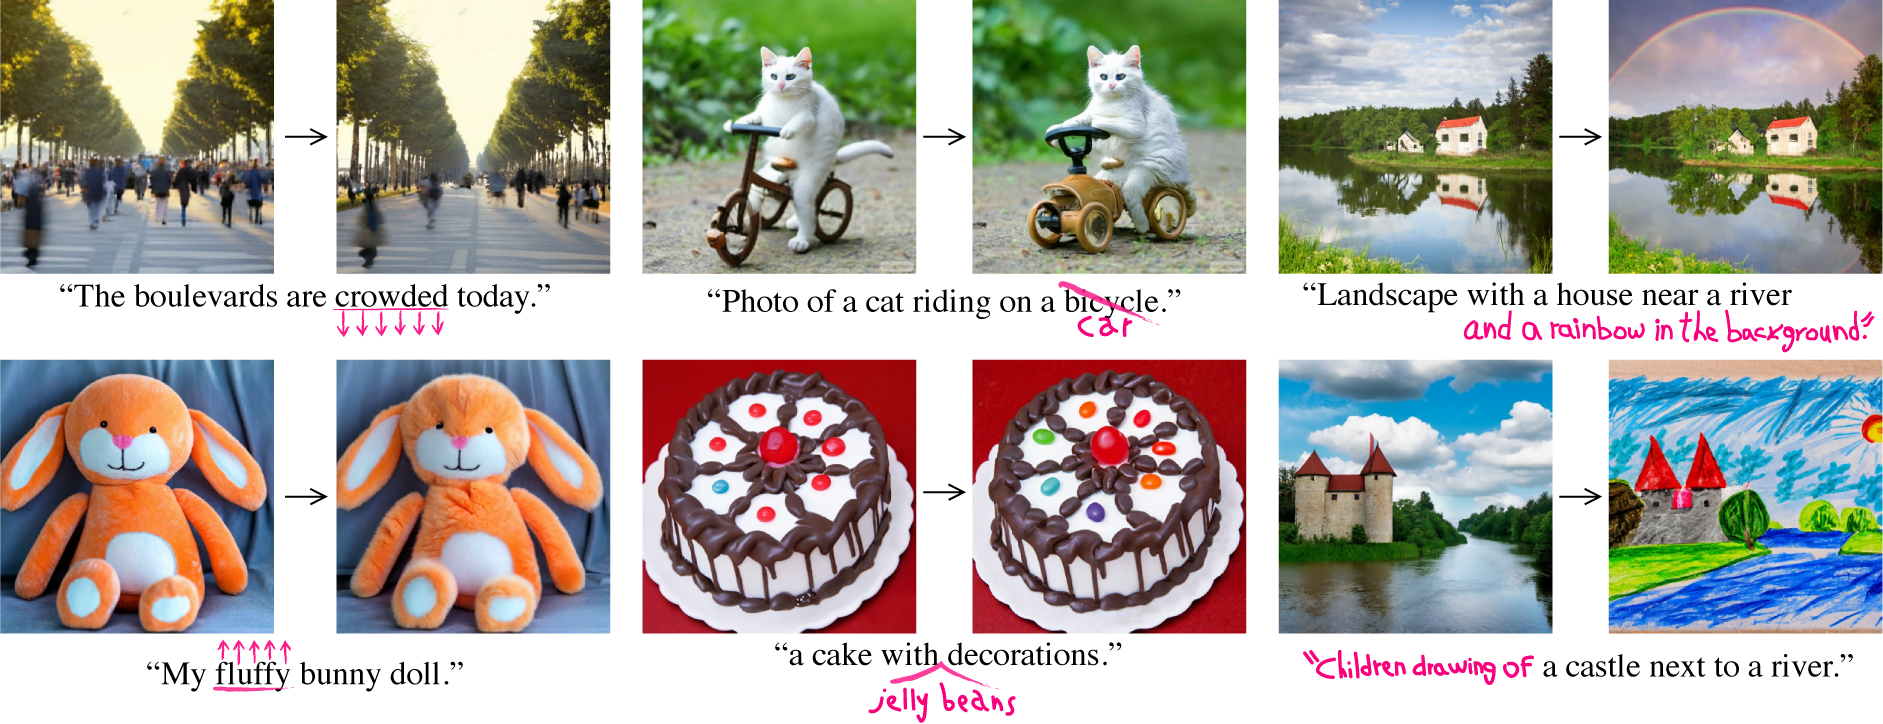 “The boulevards are crowded today.”
“Photo of a cat riding on a bicycle.”
car
“Landscape with a house near a river
and a rainbow in the background.”
“My fluffy bunny doll.”
“a cake with decorations.”
jelly beans
“Children drawing of a castle next to a river.”